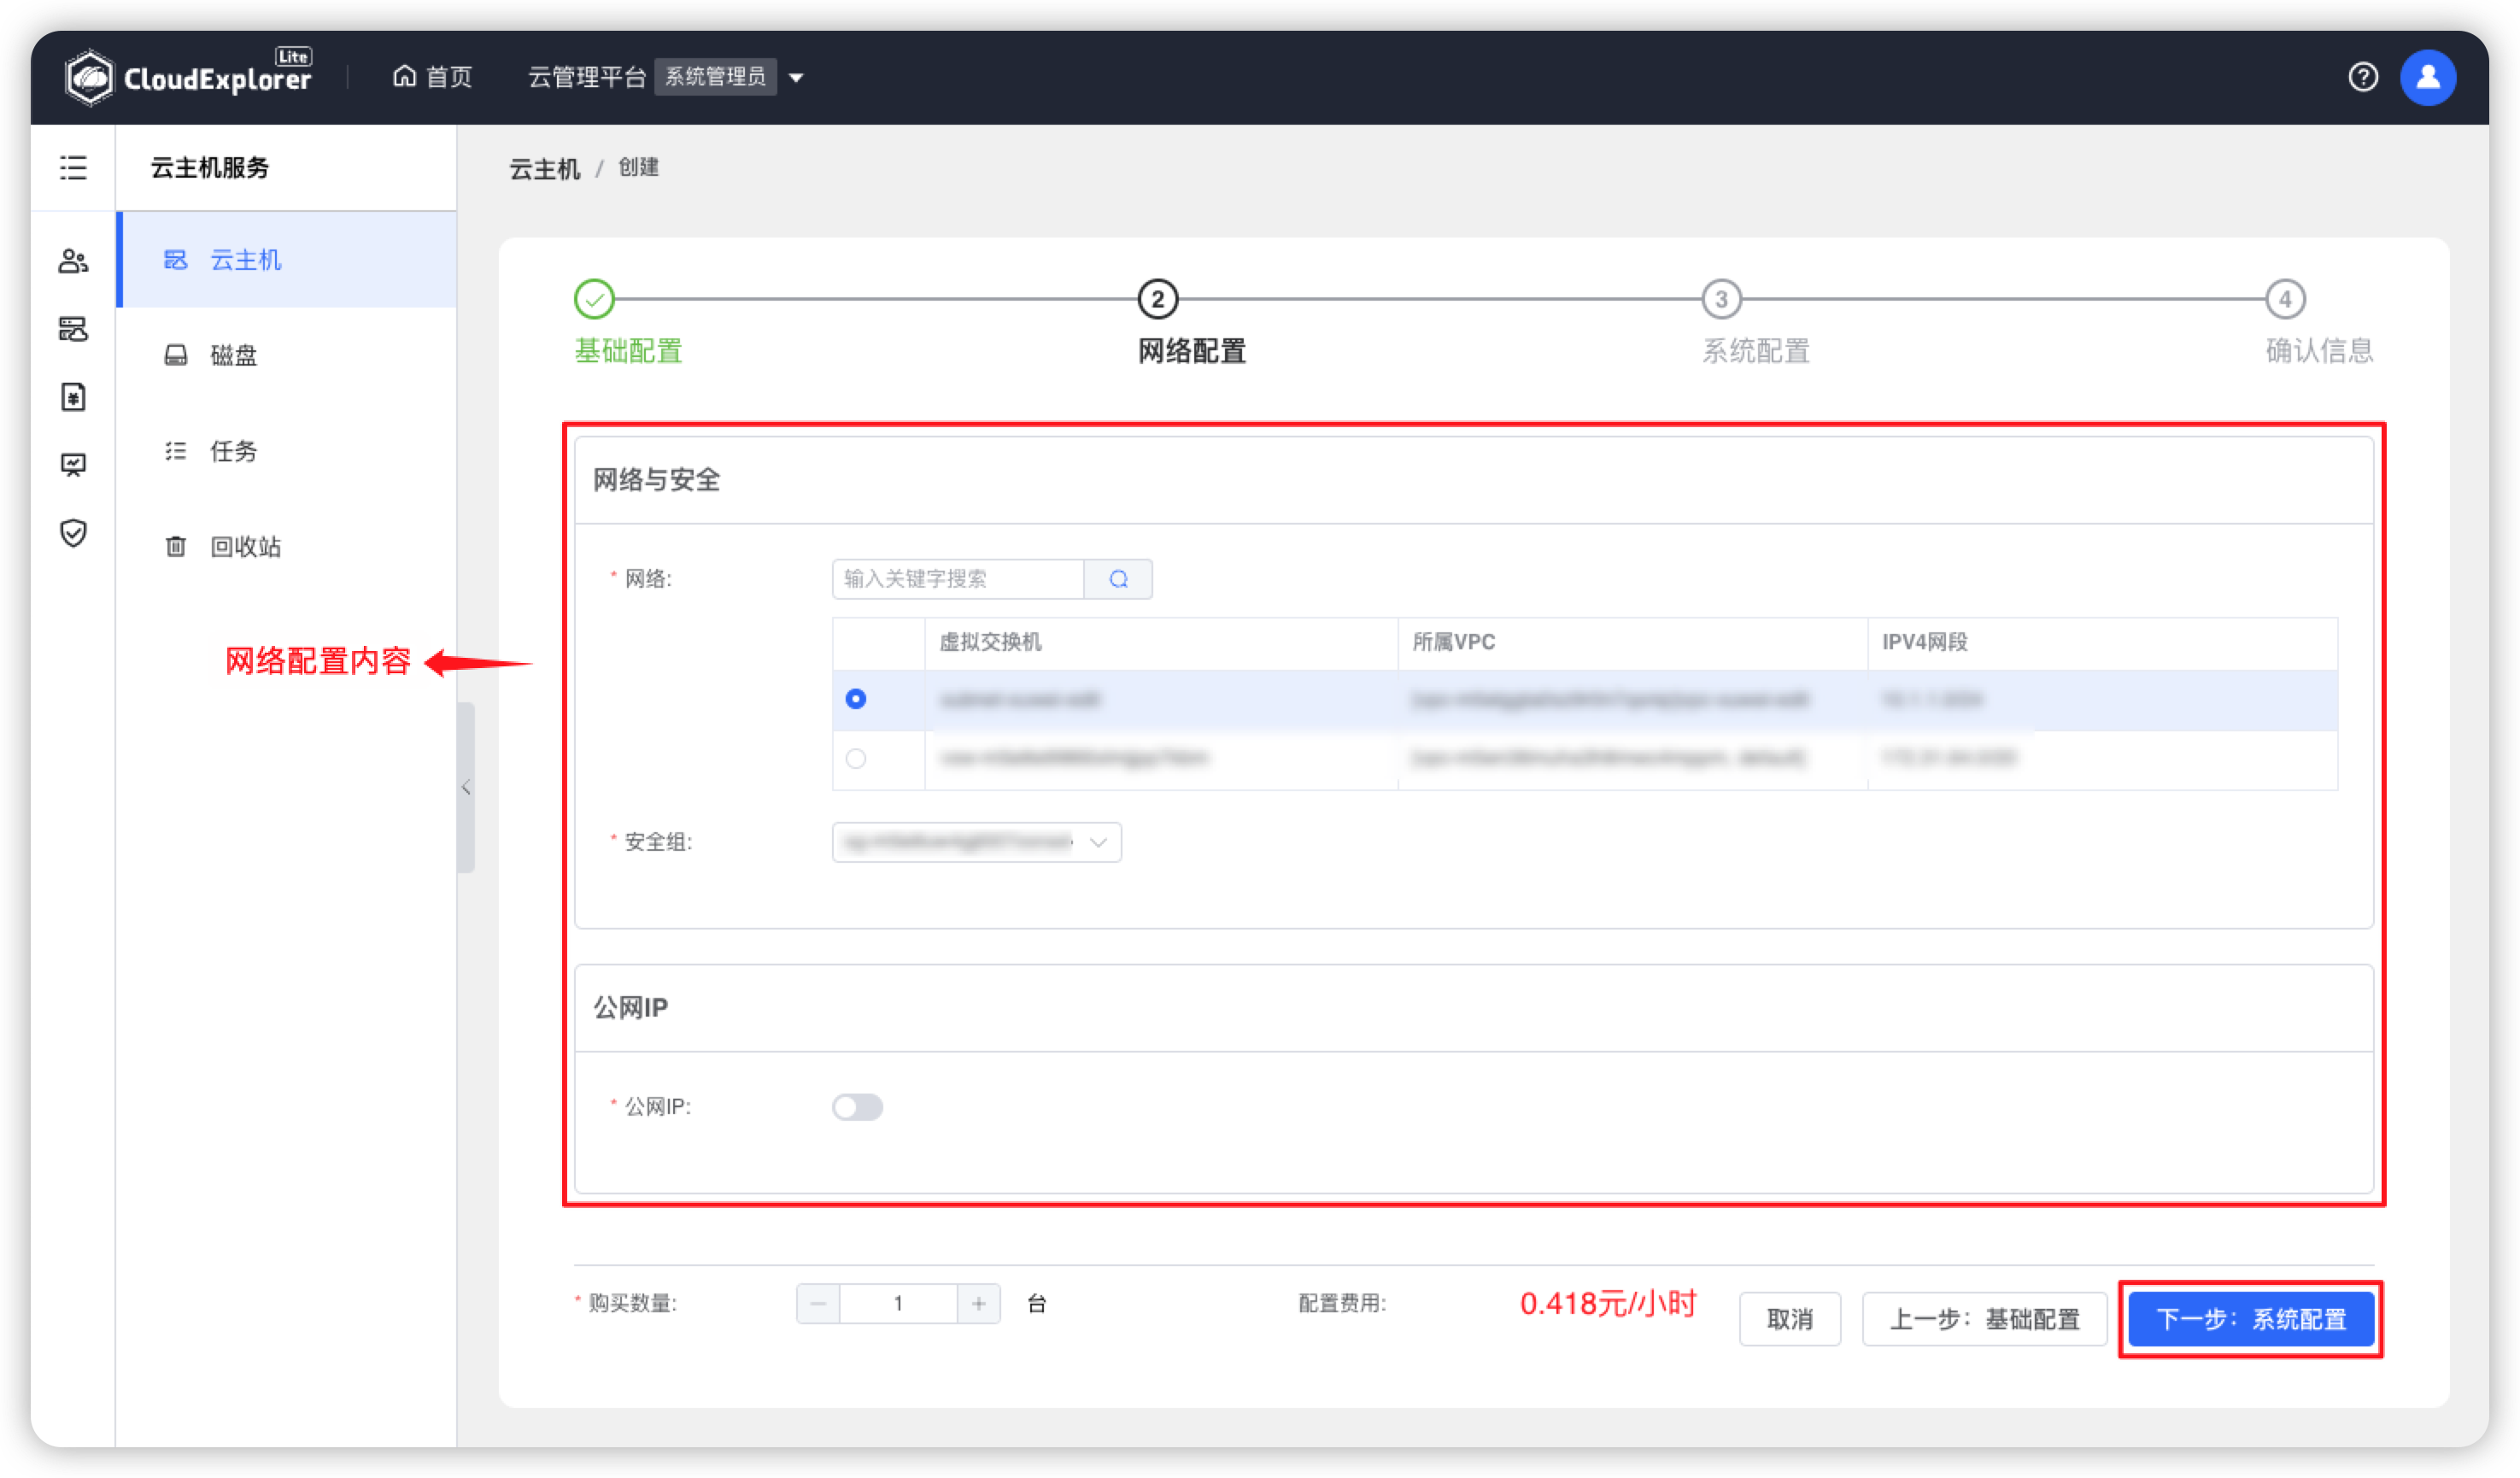 CloudExplorer Lite
首页
云管理平台 系统管理员
云主机服务
云主机
磁盘
任务
回收站
云主机 / 创建
基础配置
2
网络配置
3
系统配置
4
确认信息
网络配置内容
网络与安全
* 网络:
输入关键字搜索
虚拟交换机 所属VPC IPV4网段
* 安全组:
公网IP
* 公网IP:
* 购买数量: 1 台
配置费用: 0.418元/小时
取消
上一步：基础配置
下一步：系统配置